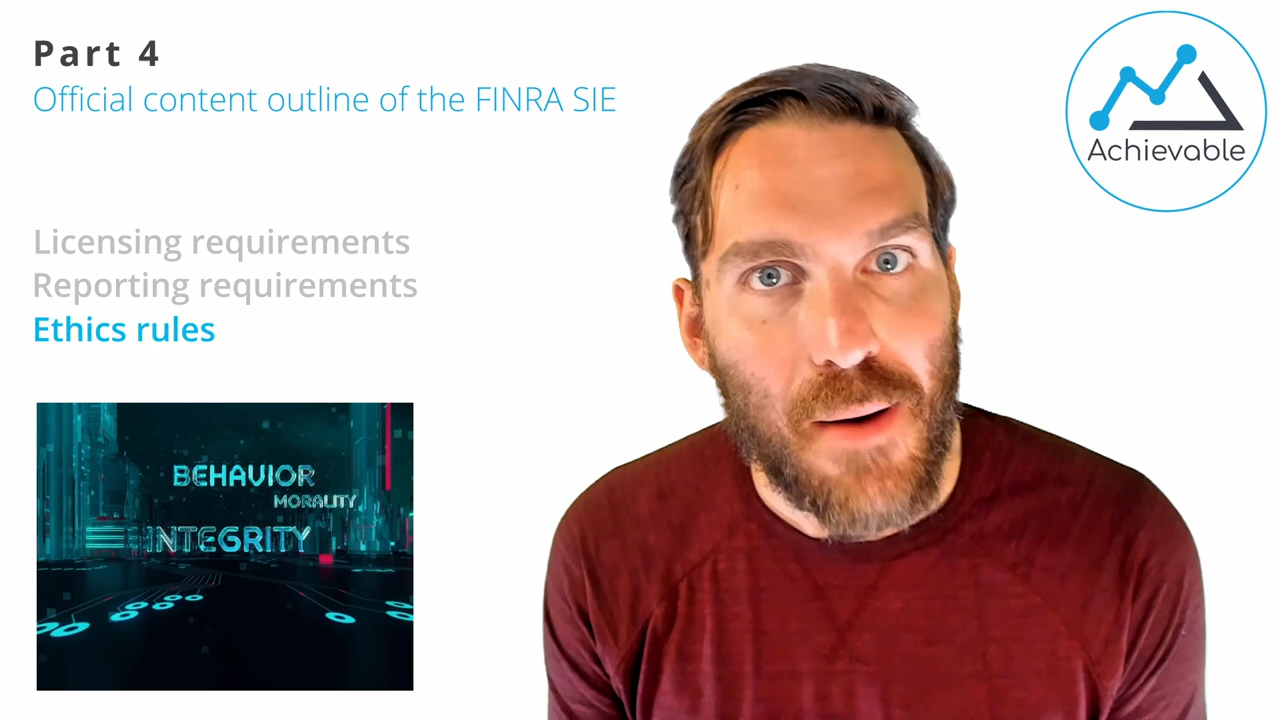 Part 4
Official content outline of the FINRA SIE
Achievable
Licensing requirements
Reporting requirements
Ethics rules
BEHAVIOR
MORALITY
INTEGRITY